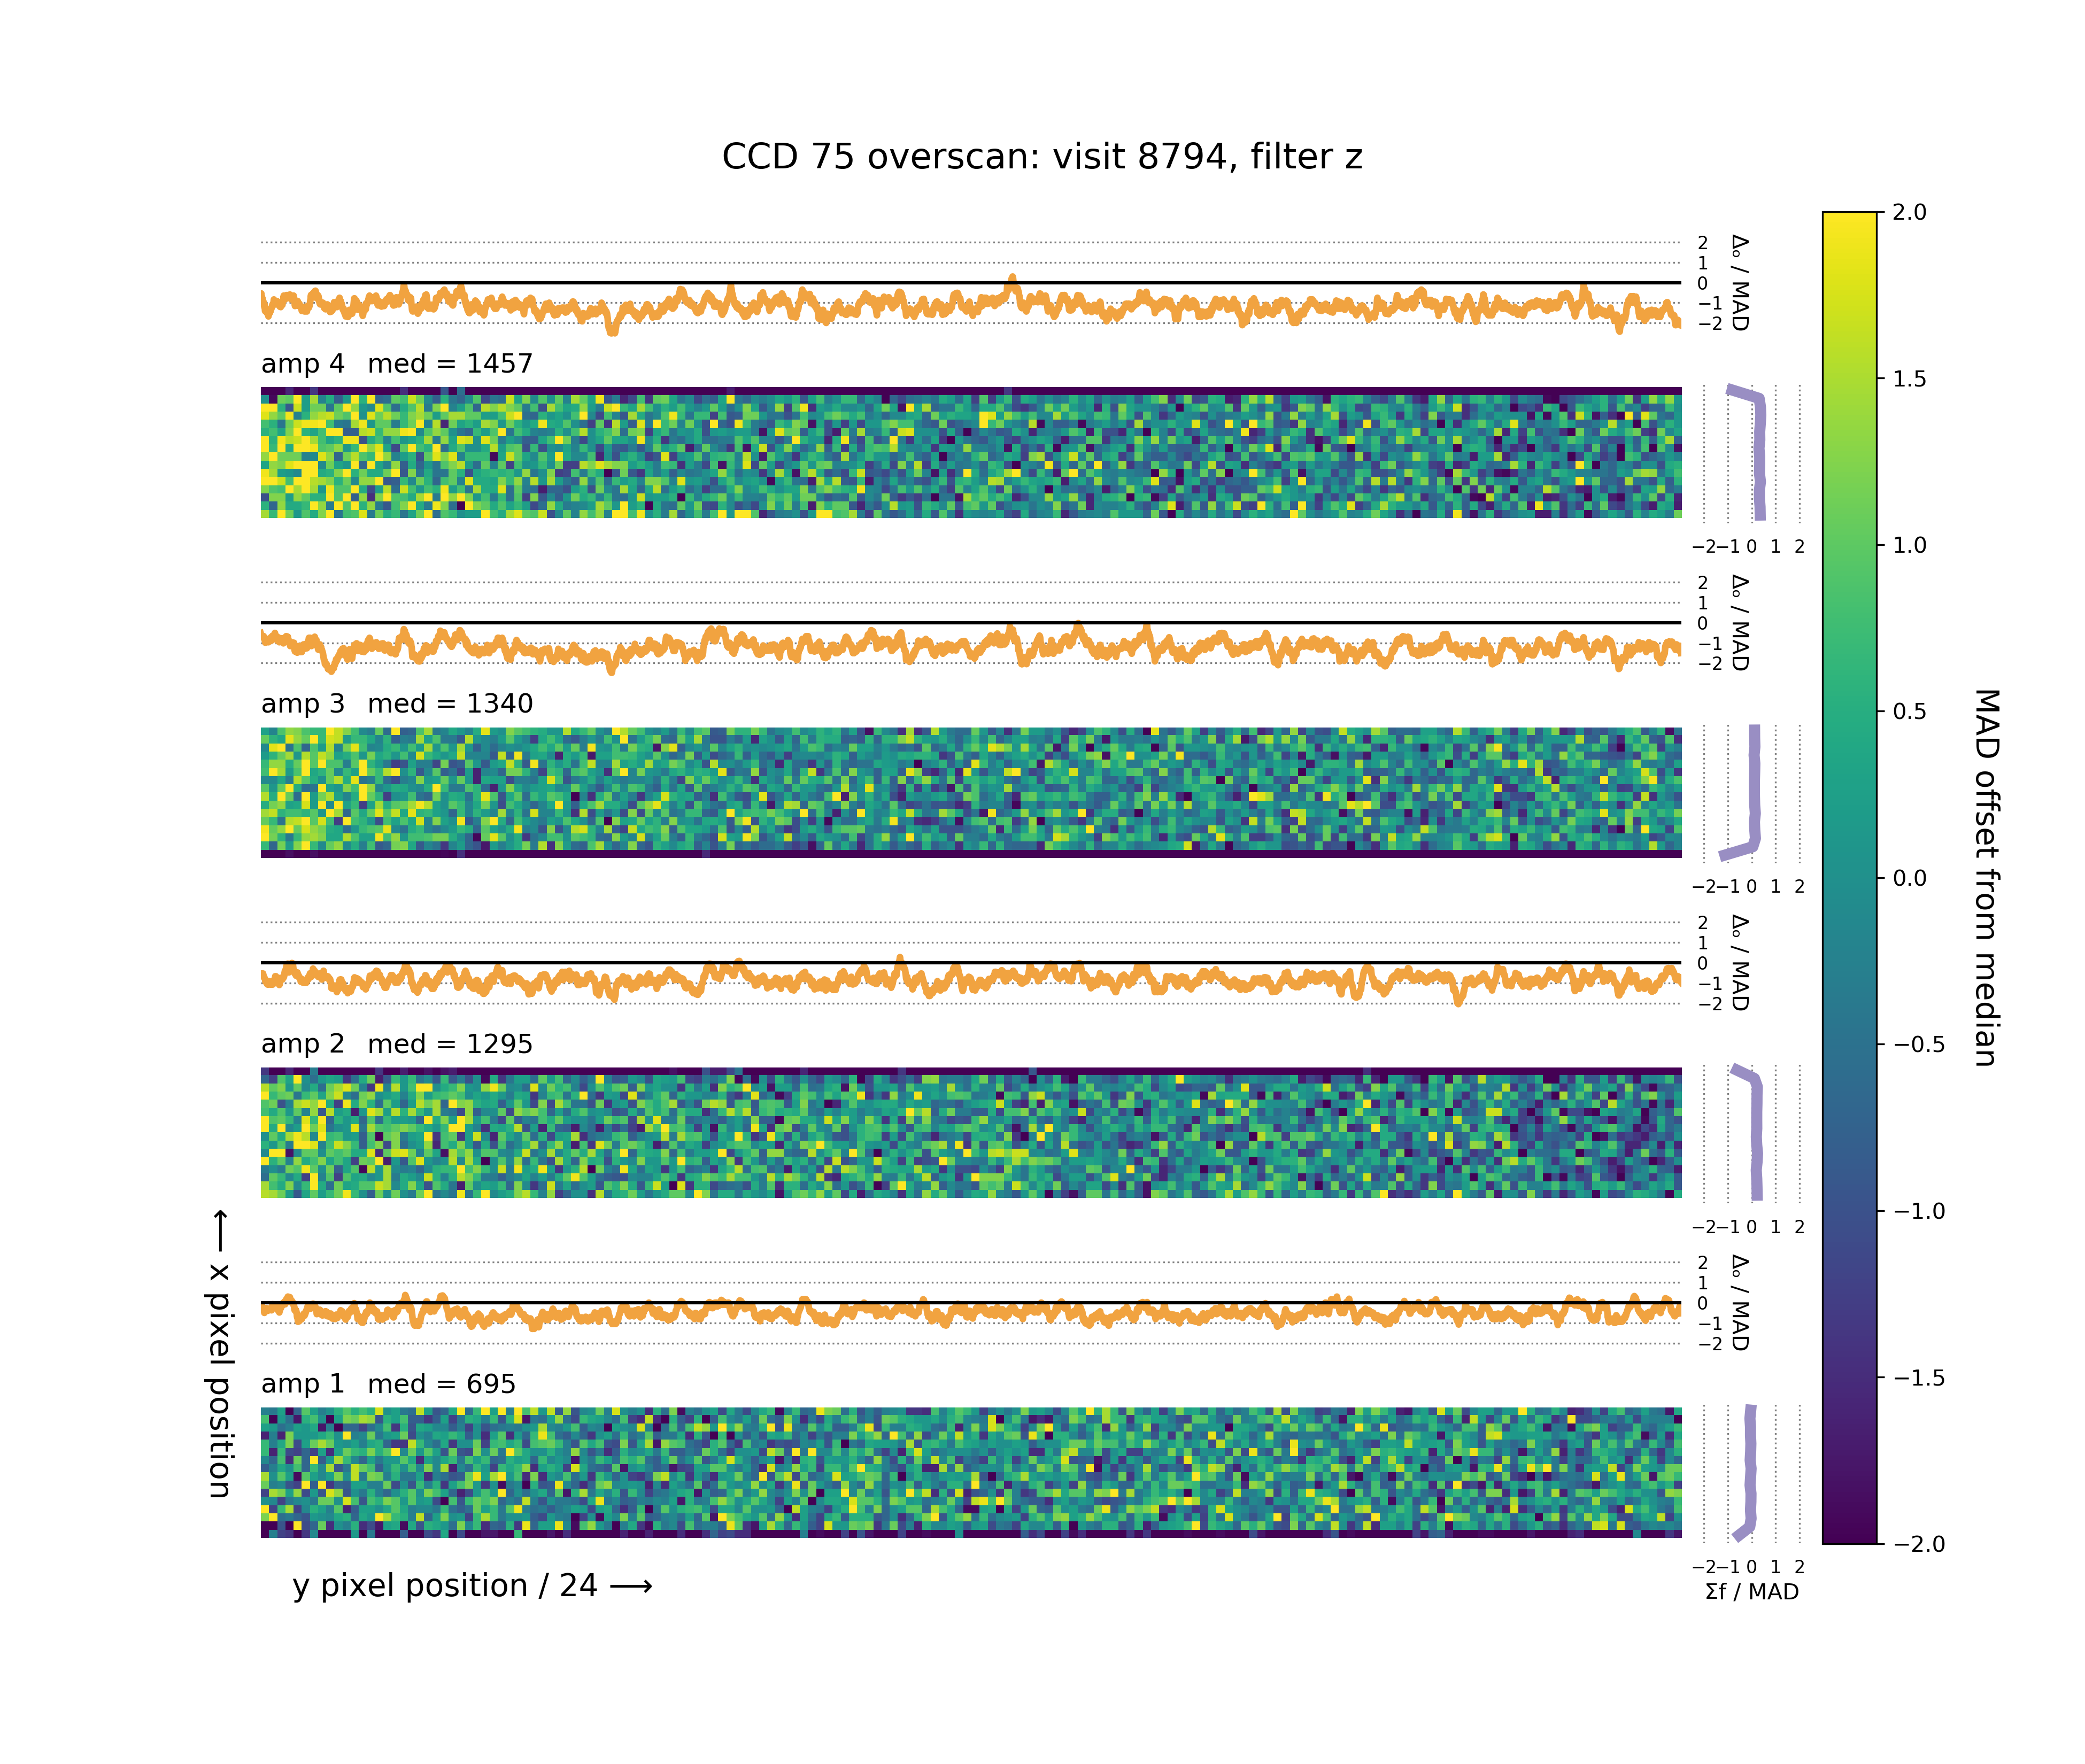 CCD 75 overscan: visit 8794, filter z
2
1
0
−1
−2
Δₒ / MAD
amp 4 med = 1457
−2 −1 0 1 2
2
1
0
−1
−2
Δₒ / MAD
amp 3 med = 1340
−2 −1 0 1 2
2
1
0
−1
−2
Δₒ / MAD
amp 2 med = 1295
−2 −1 0 1 2
2
1
0
−1
−2
Δₒ / MAD
amp 1 med = 695
−2 −1 0 1 2
Σf / MAD
⟵ x pixel position
y pixel position / 24 ⟶
2.0
1.5
1.0
0.5
0.0
−0.5
−1.0
−1.5
−2.0
MAD offset from median